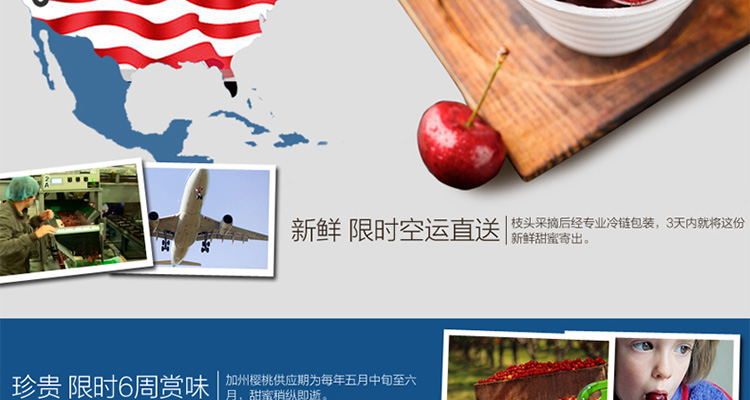 新鲜 限时空运直送
枝头采摘后经专业冷链包装，3天内就将这份
新鲜甜蜜寄出。
珍贵 限时6周赏味
加州樱桃供应期为每年五月中旬至六
月，甜蜜稍纵即逝。